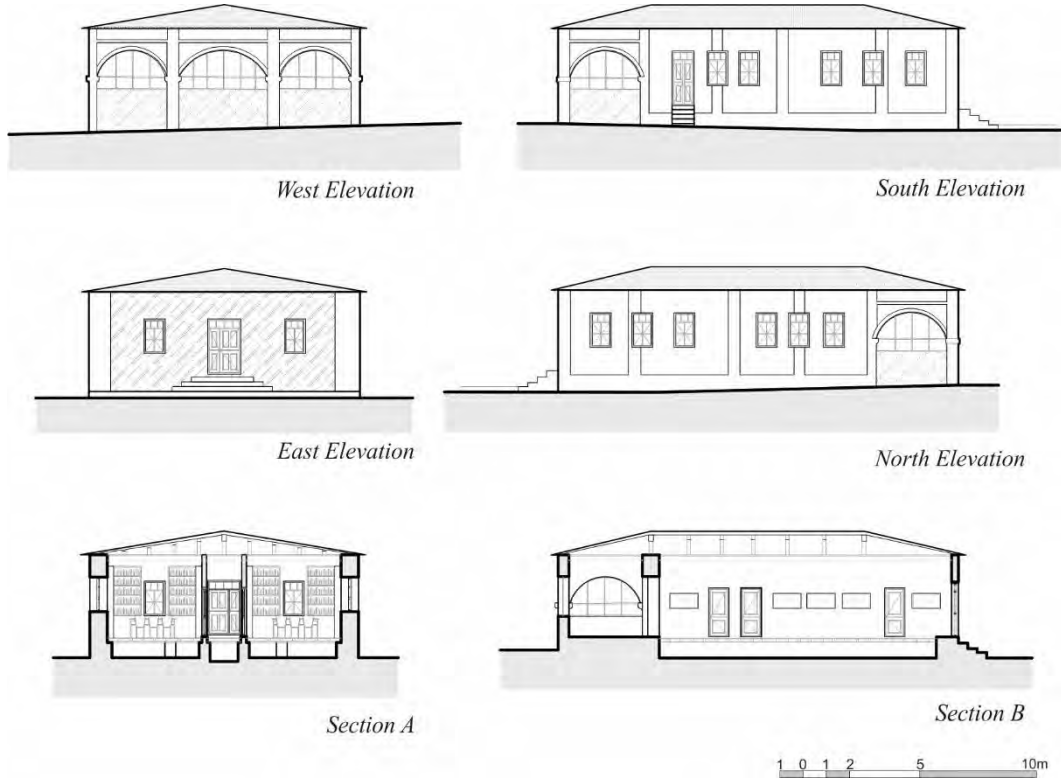 West Elevation
South Elevation
East Elevation
North Elevation
Section A
Section B
1 0 1 2 5 10m